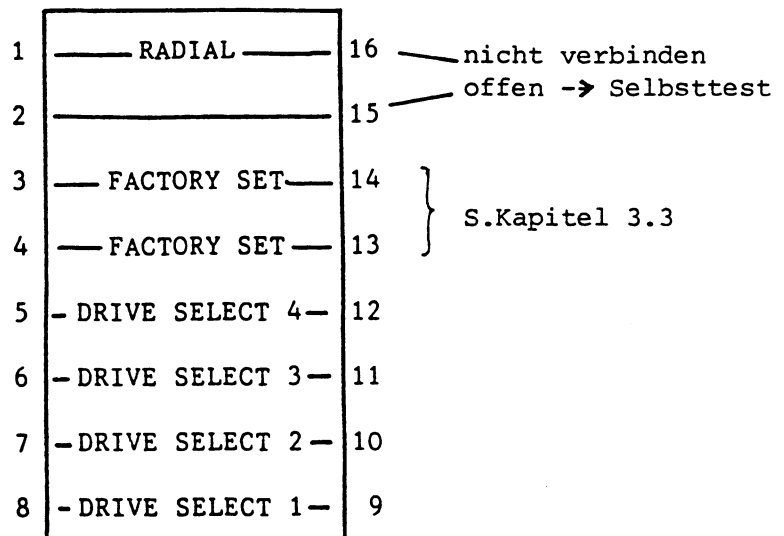 1 RADIAL 16 nicht verbinden
offen -> Selbsttest
2 15
3 FACTORY SET 14
S.Kapitel 3.3
4 FACTORY SET 13
5 DRIVE SELECT 4 12
6 DRIVE SELECT 3 11
7 DRIVE SELECT 2 10
8 DRIVE SELECT 1 9